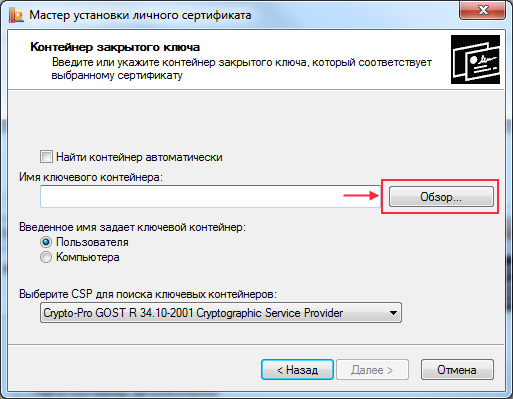 Мастер установки личного сертификата
Контейнер закрытого ключа
Введите или укажите контейнер закрытого ключа, который соответствует
выбранному сертификату
Найти контейнер автоматически
Имя ключевого контейнера:
Обзор...
Введенное имя задает ключевой контейнер:
Пользователя
Компьютера
Выберите CSP для поиска ключевых контейнеров:
Crypto-Pro GOST R 34.10-2001 Cryptographic Service Provider
< Назад
Далее >
Отмена